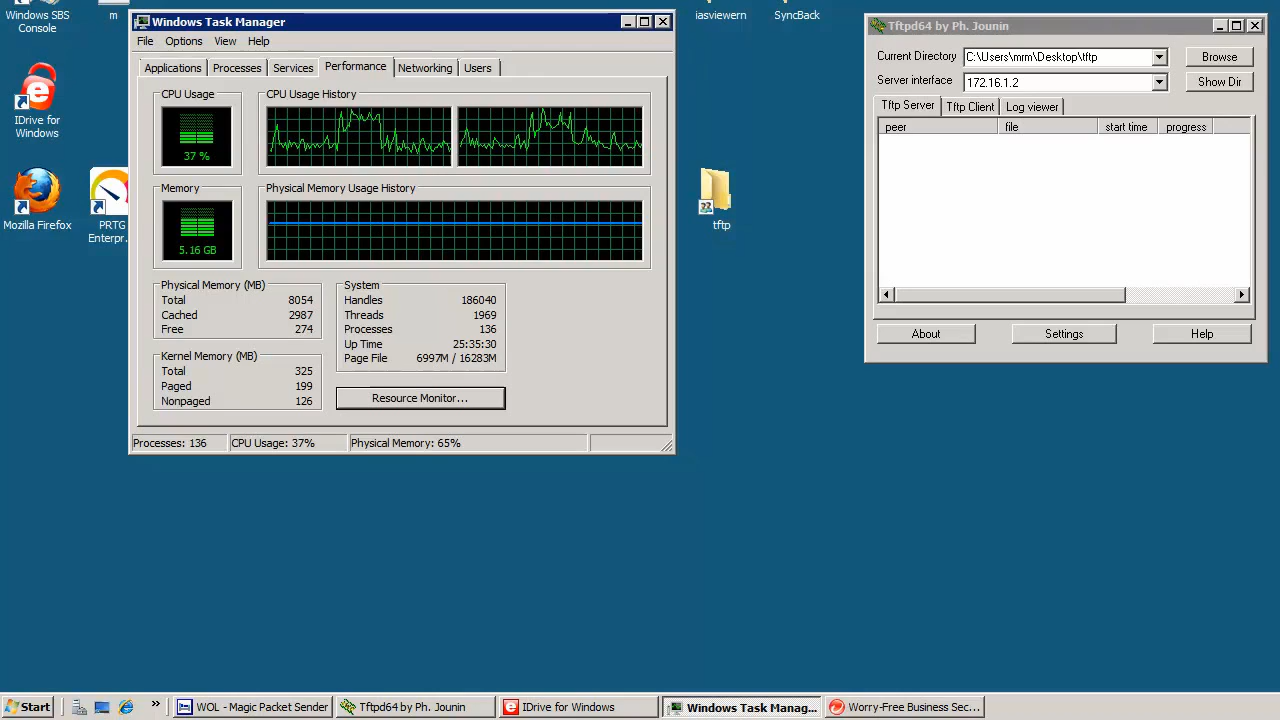 Windows SBS
Console
m
IDrive for
Windows
Mozilla Firefox
PRTG
Enterpr...
iasviewern
SyncBack
tftp
Windows Task Manager
File Options View Help
Applications Processes Services Performance Networking Users
CPU Usage
37 %
CPU Usage History
Memory
5.16 GB
Physical Memory Usage History
Physical Memory (MB)
Total 8054
Cached 2987
Free 274
Kernel Memory (MB)
Total 325
Paged 199
Nonpaged 126
System
Handles 186040
Threads 1969
Processes 136
Up Time 25:35:30
Page File 6997M / 16283M
Resource Monitor...
Processes: 136 CPU Usage: 37% Physical Memory: 65%
Tftpd64 by Ph. Jounin
Current Directory C:\Users\mrm\Desktop\tftp Browse
Server interface 172.16.1.2 Show Dir
Tftp Server Tftp Client Log viewer
peer file start time progress
About Settings Help
Start » WOL - Magic Packet Sender Tftpd64 by Ph. Jounin IDrive for Windows Windows Task Manag... Worry-Free Business Sec...